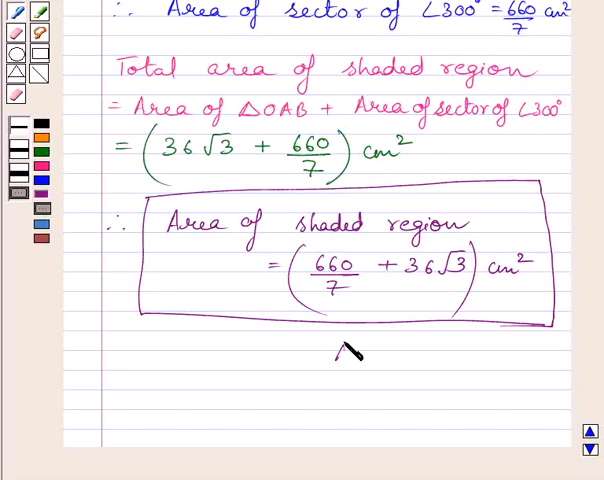 ∴ Area of sector of ∠300° = 660/7 cm²
Total area of shaded region
= Area of △OAB + Area of sector of ∠300°
= (36√3 + 660/7) cm²
∴ Area of shaded region
= (660/7 + 36√3) cm²